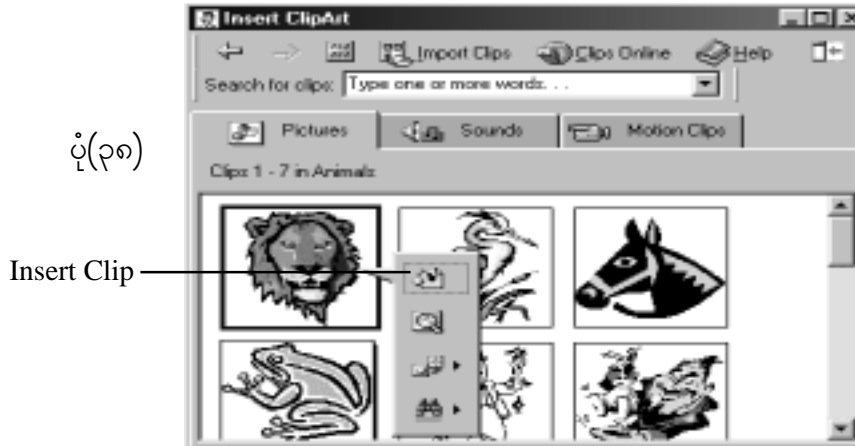 Insert ClipArt
Import Clips Clips Online Help
Search for clips: Type one or more words. . .
Pictures Sounds Motion Clips
ပုံ(၃၈)
Clips 1 - 7 in Animals
Insert Clip